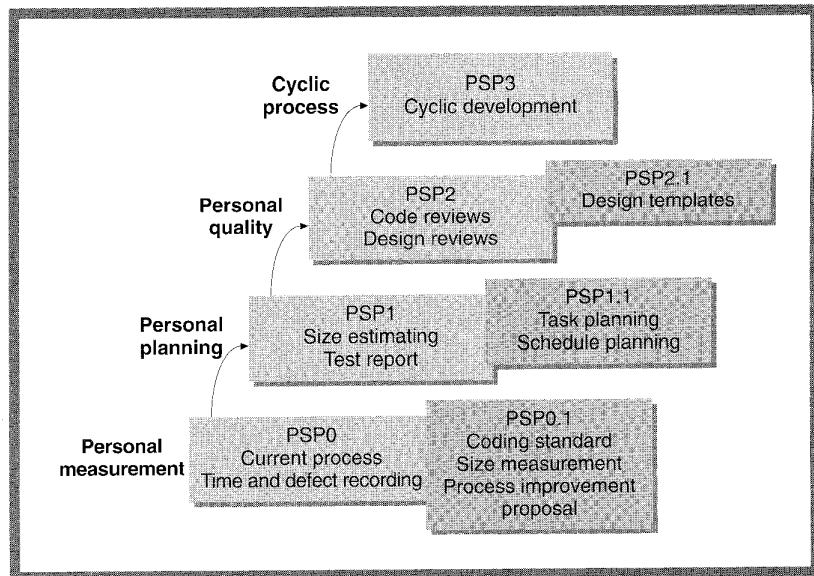 Cyclic
process
PSP3
Cyclic development
Personal
quality
PSP2
Code reviews
Design reviews
PSP2.1
Design templates
Personal
planning
PSP1
Size estimating
Test report
PSP1.1
Task planning
Schedule planning
Personal
measurement
PSP0
Current process
Time and defect recording
PSP0.1
Coding standard
Size measurement
Process improvement
proposal